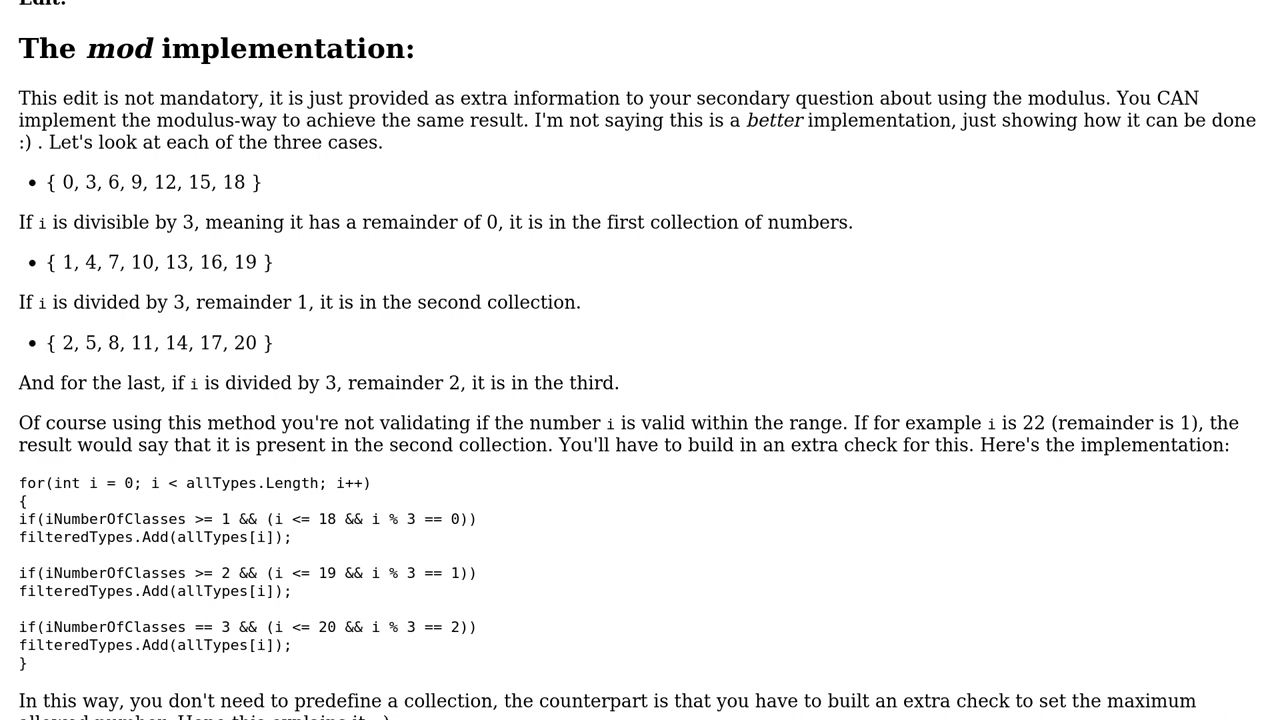 Edit:
The mod implementation:
This edit is not mandatory, it is just provided as extra information to your secondary question about using the modulus. You CAN
implement the modulus-way to achieve the same result. I'm not saying this is a better implementation, just showing how it can be done
:) . Let's look at each of the three cases.
• { 0, 3, 6, 9, 12, 15, 18 }
If i is divisible by 3, meaning it has a remainder of 0, it is in the first collection of numbers.
• { 1, 4, 7, 10, 13, 16, 19 }
If i is divided by 3, remainder 1, it is in the second collection.
• { 2, 5, 8, 11, 14, 17, 20 }
And for the last, if i is divided by 3, remainder 2, it is in the third.
Of course using this method you're not validating if the number i is valid within the range. If for example i is 22 (remainder is 1), the
result would say that it is present in the second collection. You'll have to build in an extra check for this. Here's the implementation:
for(int i = 0; i < allTypes.Length; i++)
{
if(iNumberOfClasses >= 1 && (i <= 18 && i % 3 == 0))
filteredTypes.Add(allTypes[i]);
if(iNumberOfClasses >= 2 && (i <= 19 && i % 3 == 1))
filteredTypes.Add(allTypes[i]);
if(iNumberOfClasses == 3 && (i <= 20 && i % 3 == 2))
filteredTypes.Add(allTypes[i]);
}
In this way, you don't need to predefine a collection, the counterpart is that you have to built an extra check to set the maximum
allowed number. Hope this explains it :)